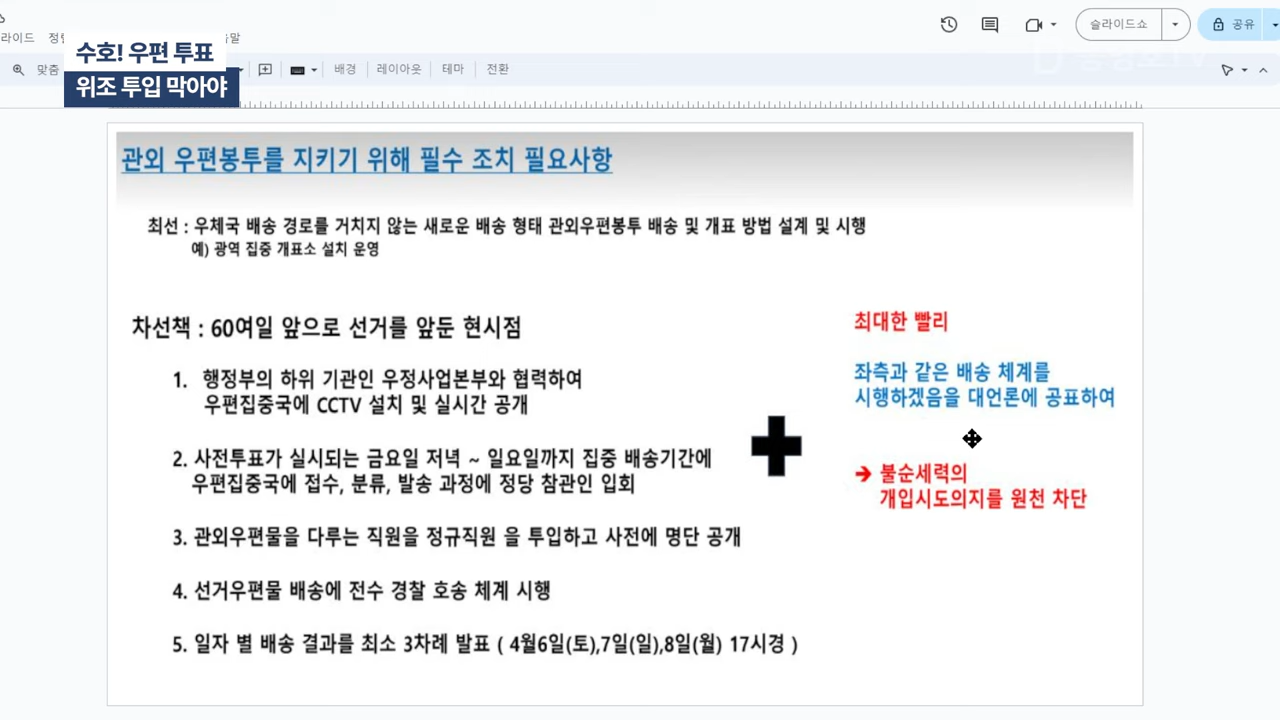 라이드
수호! 우편 투표
위조 투입 막아야
슬라이드쇼
공유
맞춤
배경
레이아웃
테마
전환
관외 우편봉투를 지키기 위해 필수 조치 필요사항
최선 : 우체국 배송 경로를 거치지 않는 새로운 배송 형태 관외우편봉투 배송 및 개표 방법 설계 및 시행
예) 광역 집중 개표소 설치 운영
차선책 : 60여일 앞으로 선거를 앞둔 현시점
1. 행정부의 하위 기관인 우정사업본부와 협력하여
우편집중국에 CCTV 설치 및 실시간 공개
2. 사전투표가 실시되는 금요일 저녁 ~ 일요일까지 집중 배송기간에
우편집중국에 접수, 분류, 발송 과정에 정당 참관인 입회
3. 관외우편물을 다루는 직원을 정규직원 을 투입하고 사전에 명단 공개
4. 선거우편물 배송에 전수 경찰 호송 체계 시행
5. 일자 별 배송 결과를 최소 3차례 발표 ( 4월6일(토),7일(일),8일(월) 17시경 )
최대한 빨리
좌측과 같은 배송 체계를
시행하겠음을 대언론에 공표하여
➔ 불순세력의
개입시도의지를 원천 차단